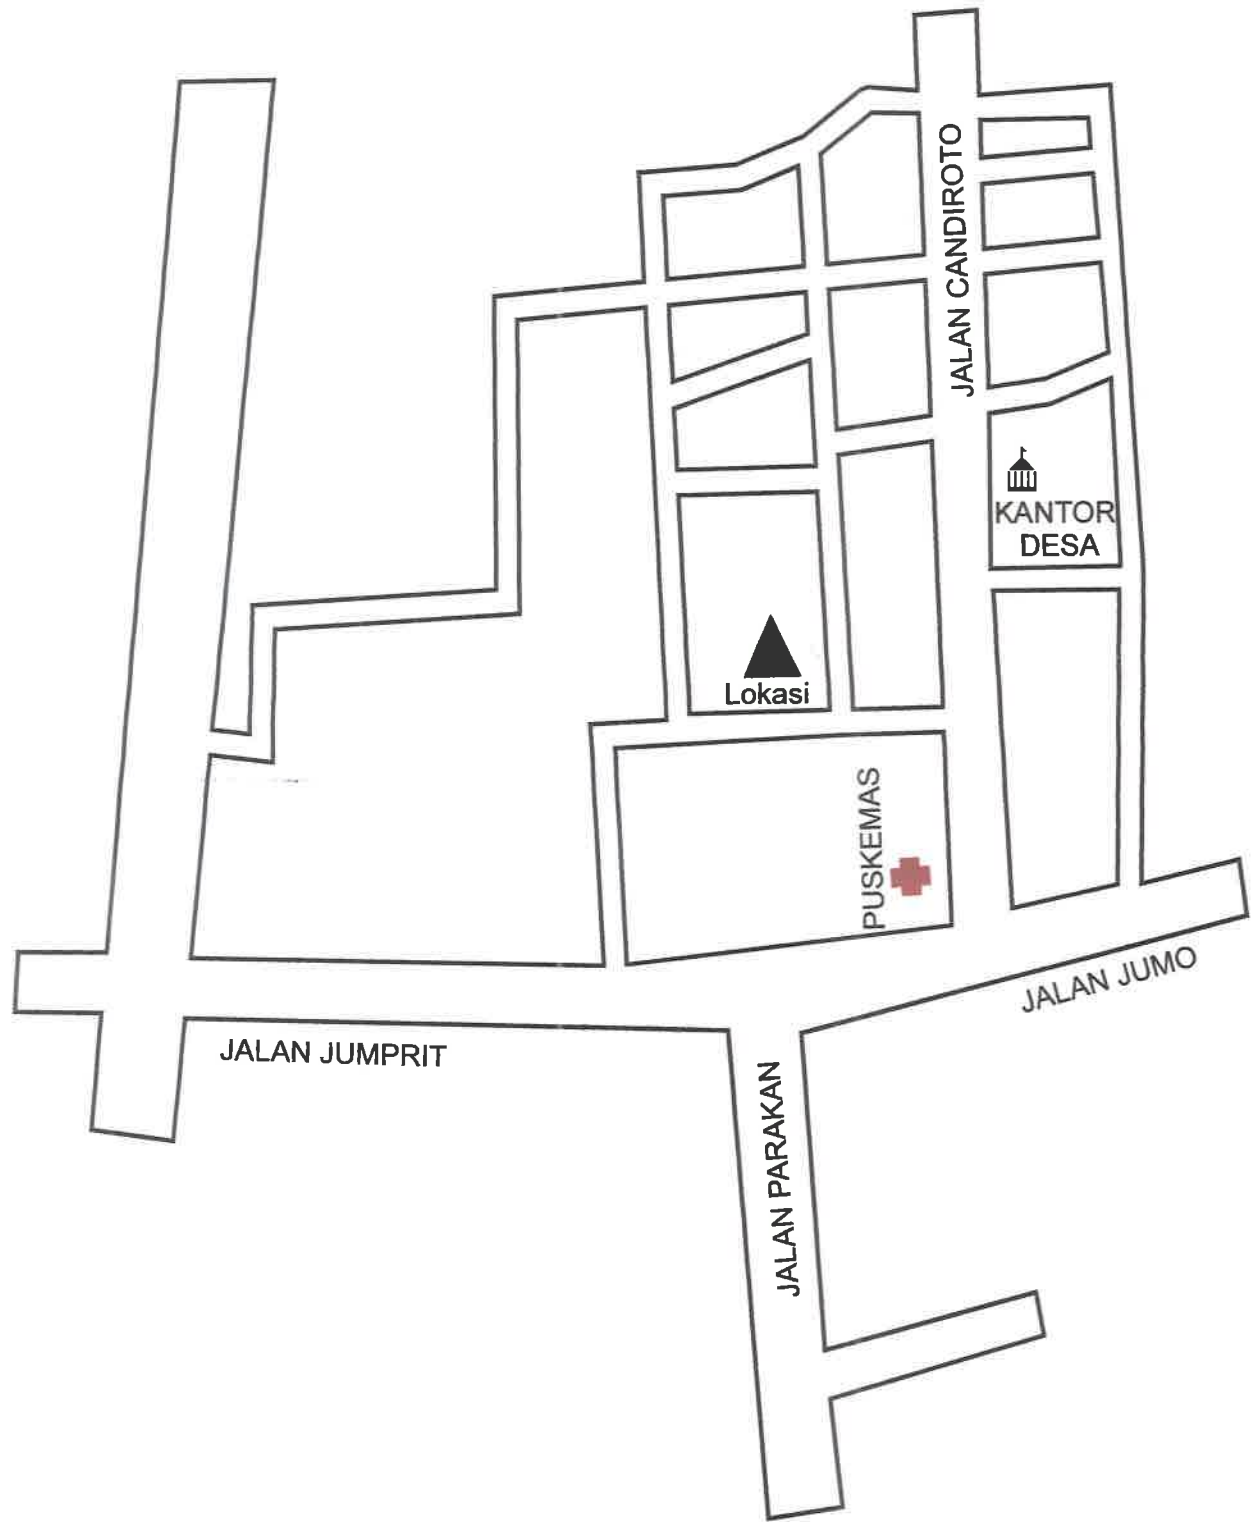 JALAN CANDIROTO
KANTOR
DESA
Lokasi
PUSKEMAS
JALAN JUMO
JALAN JUMPRIT
JALAN PARAKAN